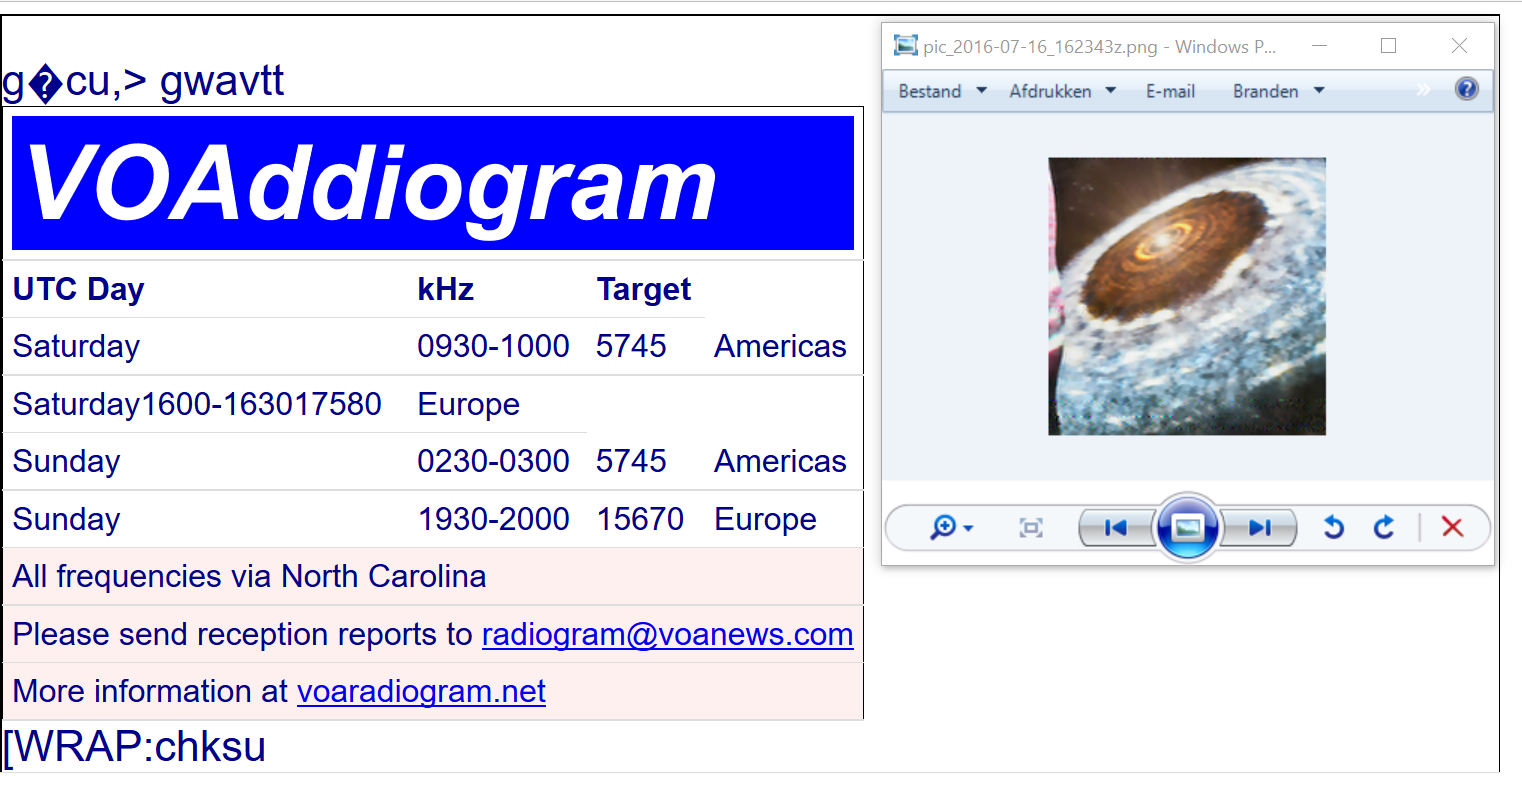 g�cu,> gwavtt
VOAddiogram
UTC Day kHz Target
Saturday 0930-1000 5745 Americas
Saturday1600-163017580 Europe
Sunday 0230-0300 5745 Americas
Sunday 1930-2000 15670 Europe
All frequencies via North Carolina
Please send reception reports to radiogram@voanews.com
More information at voaradiogram.net
[WRAP:chksu
pic_2016-07-16_162343z.png - Windows P...
Bestand Afdrukken E-mail Branden »